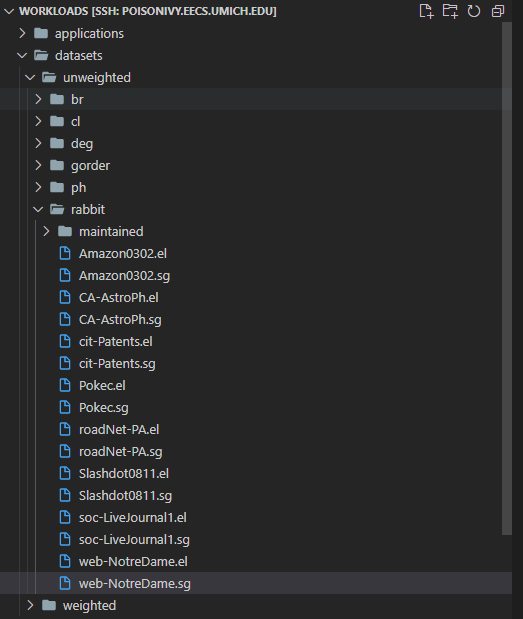 WORKLOADS [SSH: POISONIVY.EECS.UMICH.EDU]
applications
datasets
unweighted
br
cl
deg
gorder
ph
rabbit
maintained
Amazon0302.el
Amazon0302.sg
CA-AstroPh.el
CA-AstroPh.sg
cit-Patents.el
cit-Patents.sg
Pokec.el
Pokec.sg
roadNet-PA.el
roadNet-PA.sg
Slashdot0811.el
Slashdot0811.sg
soc-LiveJournal1.el
soc-LiveJournal1.sg
web-NotreDame.el
web-NotreDame.sg
weighted